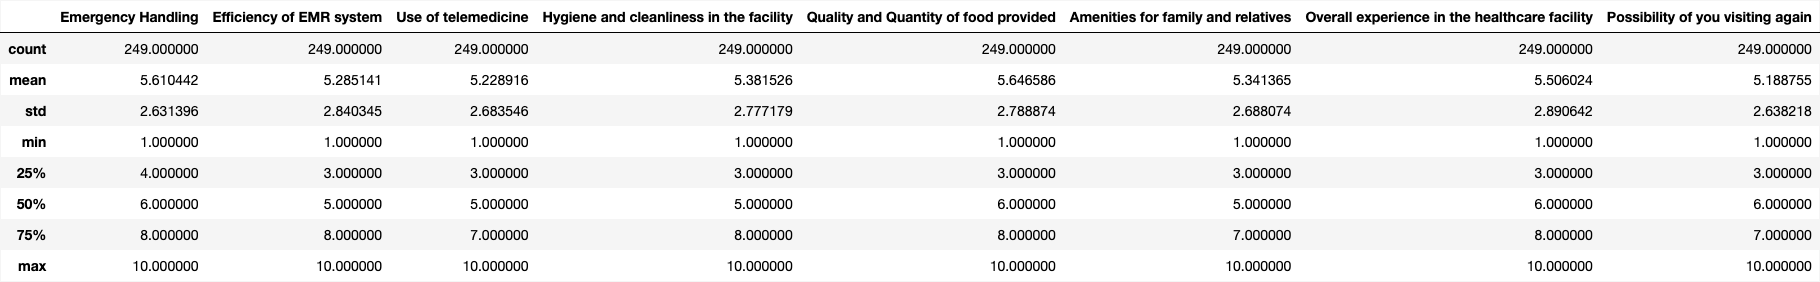 Emergency Handling Efficiency of EMR system Use of telemedicine Hygiene and cleanliness in the facility Quality and Quantity of food provided Amenities for family and relatives Overall experience in the healthcare facility Possibility of you visiting again
count 249.000000 249.000000 249.000000 249.000000 249.000000 249.000000 249.000000 249.000000
mean 5.610442 5.285141 5.228916 5.381526 5.646586 5.341365 5.506024 5.188755
std 2.631396 2.840345 2.683546 2.777179 2.788874 2.688074 2.890642 2.638218
min 1.000000 1.000000 1.000000 1.000000 1.000000 1.000000 1.000000 1.000000
25% 4.000000 3.000000 3.000000 3.000000 3.000000 3.000000 3.000000 3.000000
50% 6.000000 5.000000 5.000000 5.000000 6.000000 5.000000 6.000000 6.000000
75% 8.000000 8.000000 7.000000 8.000000 8.000000 7.000000 8.000000 7.000000
max 10.000000 10.000000 10.000000 10.000000 10.000000 10.000000 10.000000 10.000000